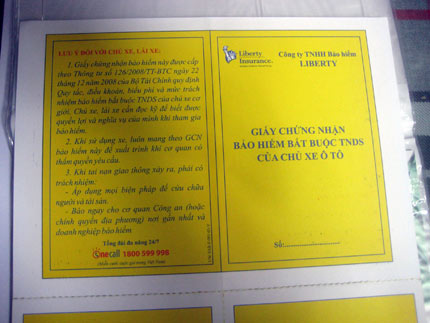 LƯU Ý ĐỐI VỚI CHỦ XE, LÁI XE:
1. Giấy chứng nhận bảo hiểm này được cấp
theo Thông tư số 126/2008/TT-BTC ngày 22
tháng 12 năm 2008 của Bộ Tài Chính quy định
Quy tắc, điều khoản, biểu phí và mức trách
nhiệm bảo hiểm bắt buộc TNDS của chủ xe cơ
giới. Chủ xe, lái xe cần đọc kỹ để biết được
quyền lợi và nghĩa vụ của mình khi tham gia
bảo hiểm.
2. Khi sử dụng xe, luôn mang theo GCN
bảo hiểm này để xuất trình khi cơ quan có
thẩm quyền yêu cầu.
3. Khi tai nạn giao thông xảy ra, phải có
trách nhiệm:
- Áp dụng mọi biện pháp để cứu chữa
người và tài sản.
- Báo ngay cho cơ quan Công an (hoặc
chính quyền địa phương) nơi gần nhất và
doanh nghiệp bảo hiểm.
Tổng đài đa năng 24/7
Onecall 1800 599 998
Liberty
Insurance.
Công ty TNHH Bảo hiểm
LIBERTY
GIẤY CHỨNG NHẬN
BẢO HIỂM BẮT BUỘC TNDS
CỦA CHỦ XE Ô TÔ
Số: